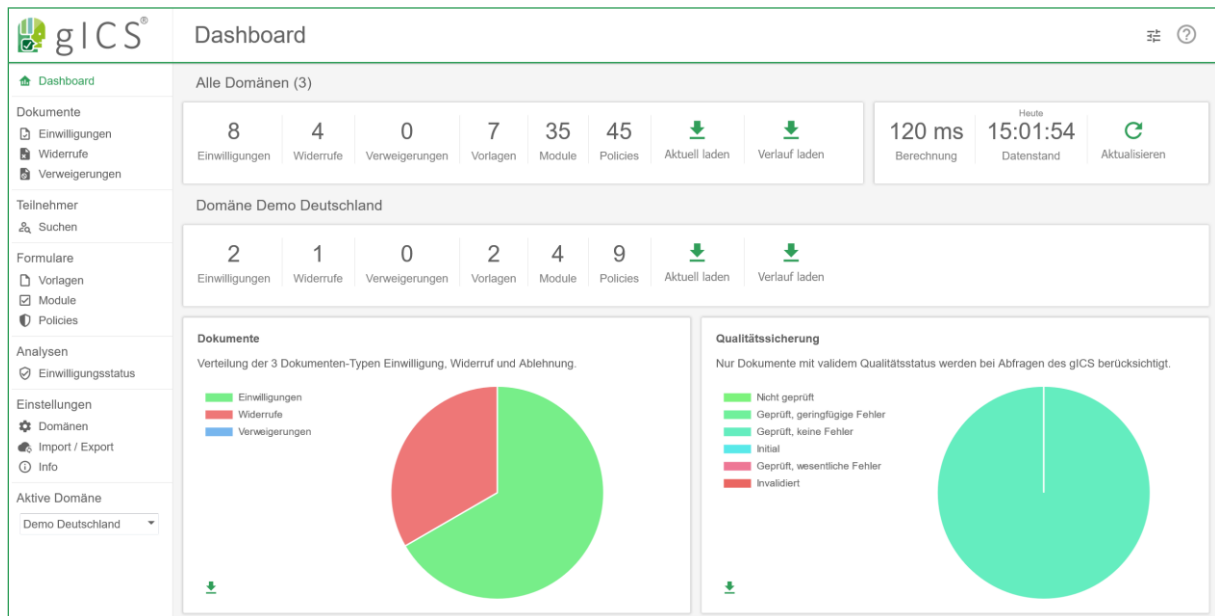 gICS®
Dashboard
Dashboard
Dokumente
Einwilligungen
Widerrufe
Verweigerungen
Teilnehmer
Suchen
Formulare
Vorlagen
Module
Policies
Analysen
Einwilligungsstatus
Einstellungen
Domänen
Import / Export
Info
Aktive Domäne
Demo Deutschland
Alle Domänen (3)
8 4 0 7 35 45
Einwilligungen Widerrufe Verweigerungen Vorlagen Module Policies Aktuell laden Verlauf laden
Heute
120 ms 15:01:54
Berechnung Datenstand Aktualisieren
Domäne Demo Deutschland
2 1 0 2 4 9
Einwilligungen Widerrufe Verweigerungen Vorlagen Module Policies Aktuell laden Verlauf laden
Dokumente
Verteilung der 3 Dokumenten-Typen Einwilligung, Widerruf und Ablehnung.
Einwilligungen
Widerrufe
Verweigerungen
Qualitätssicherung
Nur Dokumente mit validem Qualitätsstatus werden bei Abfragen des gICS berücksichtigt.
Nicht geprüft
Geprüft, geringfügige Fehler
Geprüft, keine Fehler
Initial
Geprüft, wesentliche Fehler
Invalidiert